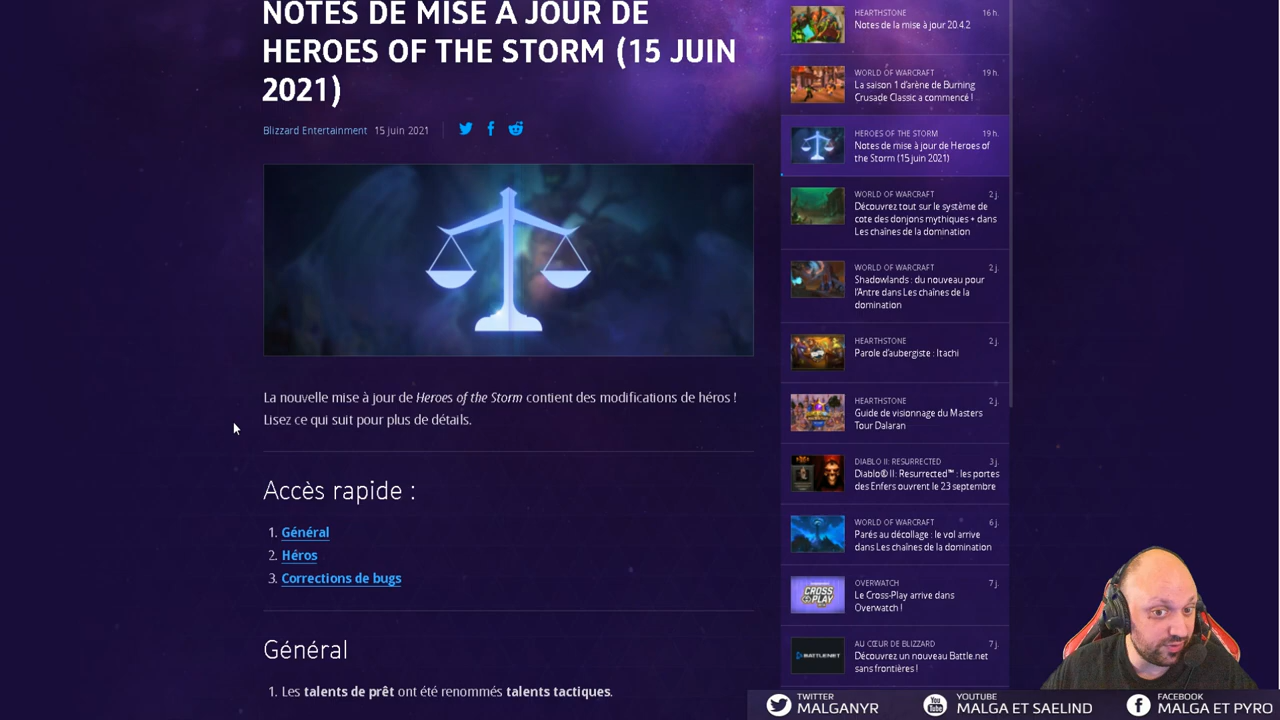 NOTES DE MISE À JOUR DE
HEROES OF THE STORM (15 JUIN
2021)
Blizzard Entertainment 15 juin 2021
La nouvelle mise à jour de Heroes of the Storm contient des modifications de héros !
Lisez ce qui suit pour plus de détails.
Accès rapide :
1. Général
2. Héros
3. Corrections de bugs
Général
1. Les talents de prêt ont été renommés talents tactiques.
HEARTHSTONE 16 h.
Notes de la mise à jour 20.4.2
WORLD OF WARCRAFT 19 h.
La saison 1 d'arène de Burning
Crusade Classic a commencé !
HEROES OF THE STORM 19 h.
Notes de mise à jour de Heroes of
the Storm (15 juin 2021)
WORLD OF WARCRAFT 2 j.
Découvrez tout sur le système de
cote des donjons mythiques + dans
Les chaînes de la domination
WORLD OF WARCRAFT 2 j.
Shadowlands : du nouveau pour
l'Antre dans Les chaînes de la
domination
HEARTHSTONE 2 j.
Parole d'aubergiste : Itachi
HEARTHSTONE 2 j.
Guide de visionnage du Masters
Tour Dalaran
DIABLO II: RESURRECTED 3 j.
Diablo® II: Resurrected™ : les portes
des Enfers ouvrent le 23 septembre
WORLD OF WARCRAFT 6 j.
Parés au décollage : le vol arrive
dans Les chaînes de la domination
OVERWATCH 7 j.
Le Cross-Play arrive dans
Overwatch !
CROSS
PLAY
AU CŒUR DE BLIZZARD 7 j.
Découvrez un nouveau Battle.net
sans frontières !
BATTLE.NET
TWITTER
MALGANYR
You
Tube
YOUTUBE
MALGA ET SAELIND
FACEBOOK
MALGA ET PYRO